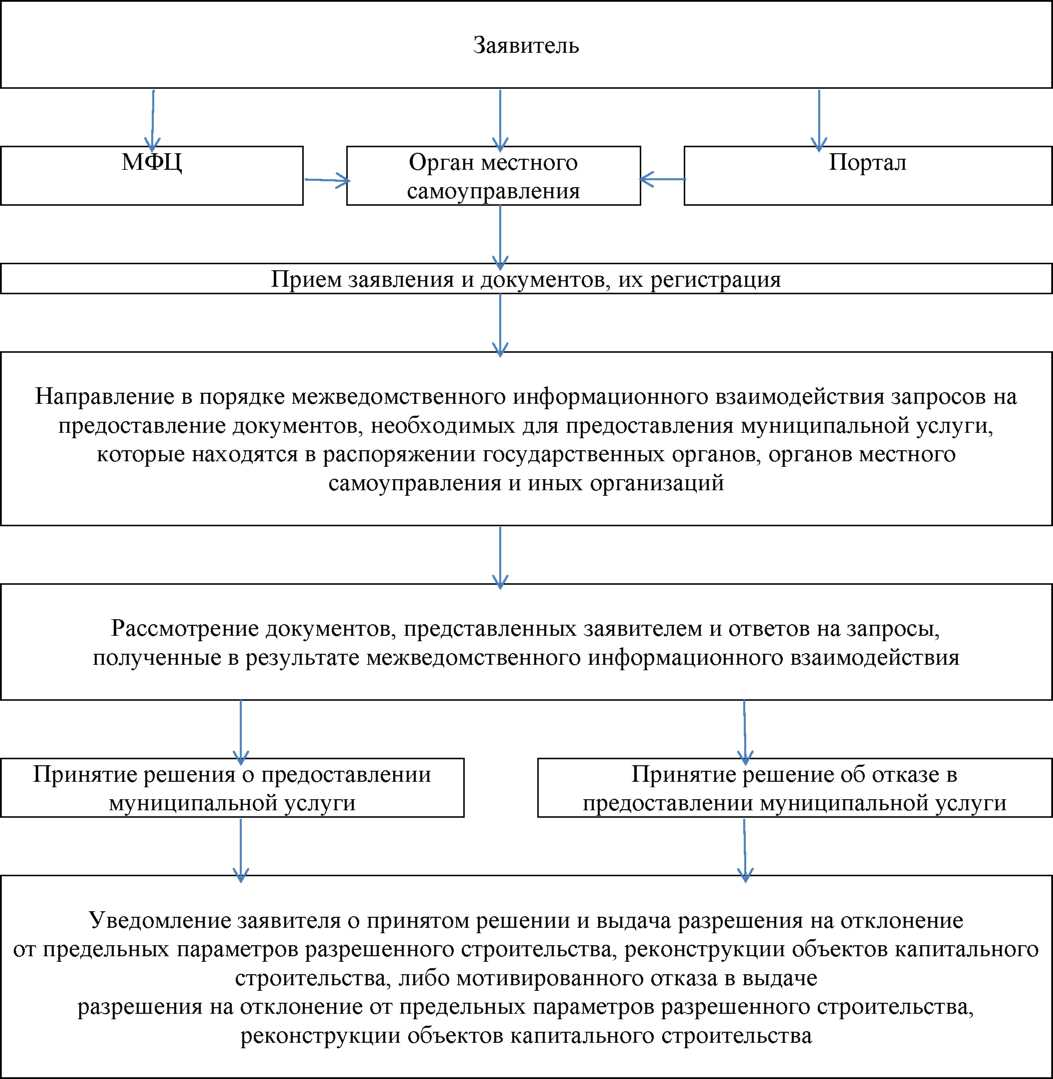 Заявитель
МФЦ
Орган местного
самоуправления
Портал
Прием заявления и документов, их регистрация
Направление в порядке межведомственного информационного взаимодействия запросов на
предоставление документов, необходимых для предоставления муниципальной услуги,
которые находятся в распоряжении государственных органов, органов местного
самоуправления и иных организаций
Рассмотрение документов, представленных заявителем и ответов на запросы,
полученные в результате межведомственного информационного взаимодействия
Принятие решения о предоставлении
муниципальной услуги
Принятие решение об отказе в
предоставлении муниципальной услуги
Уведомление заявителя о принятом решении и выдача разрешения на отклонение
от предельных параметров разрешенного строительства, реконструкции объектов капитального
строительства, либо мотивированного отказа в выдаче
разрешения на отклонение от предельных параметров разрешенного строительства,
реконструкции объектов капитального строительства